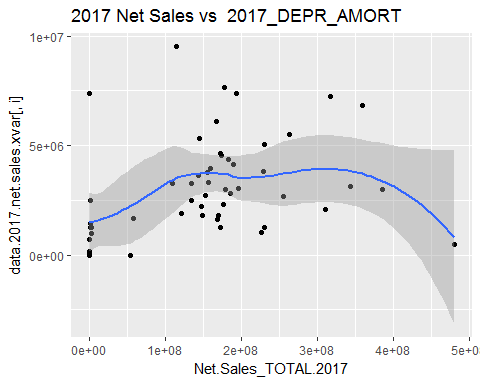 2017 Net Sales vs  2017_DEPR_AMORT
1e+07
5e+06
0e+00
data.2017.net.sales.xvar[, i]
0e+00 1e+08 2e+08 3e+08 4e+08 5e+08
Net.Sales_TOTAL.2017